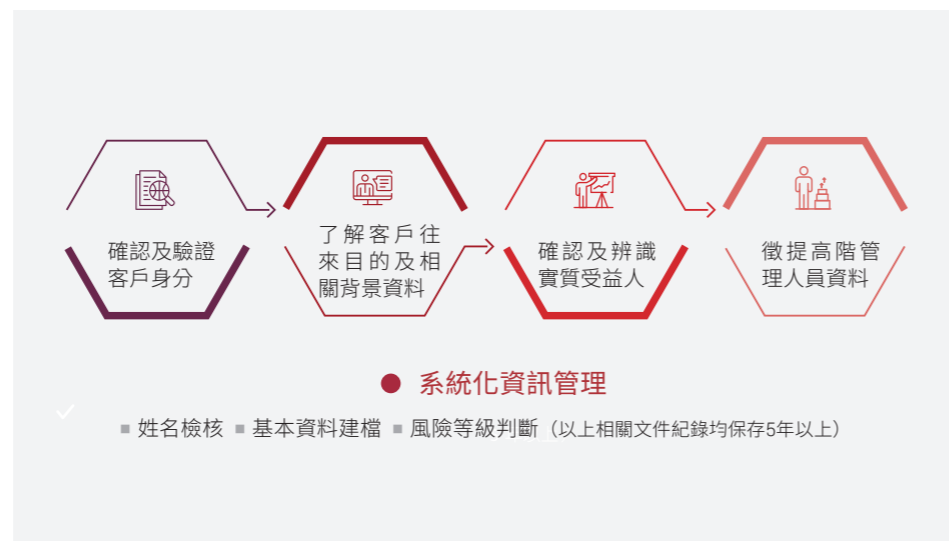 確認及驗證
客戶身分
了解客戶往
來目的及相
關背景資料
確認及辨識
實質受益人
徵提高階管
理人員資料
● 系統化資訊管理
■ 姓名檢核 ■ 基本資料建檔 ■ 風險等級判斷（以上相關文件紀錄均保存5年以上）